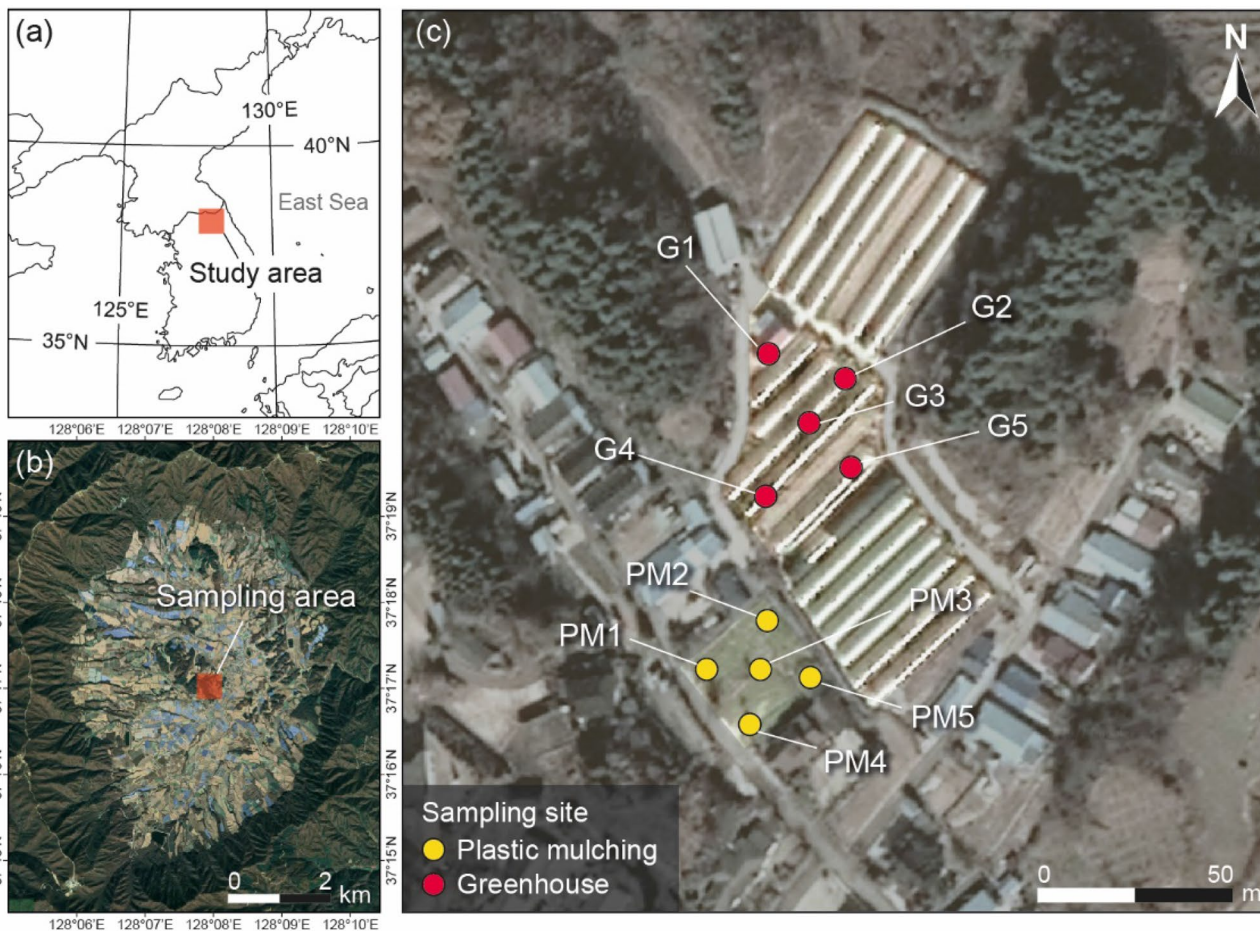 (a)
130°E
40°N
East Sea
Study area
125°E
35°N
128°06'E 128°07'E 128°08'E 128°09'E 128°10'E
(b)
Sampling area
37°19'N
37°18'N
37°17'N
37°16'N
37°15'N
0 2
km
128°06'E 128°07'E 128°08'E 128°09'E 128°10'E
(c)
N
G1
G2
G3
G4
G5
PM2
PM3
PM1
PM5
PM4
Sampling site
Plastic mulching
Greenhouse
0 50
m